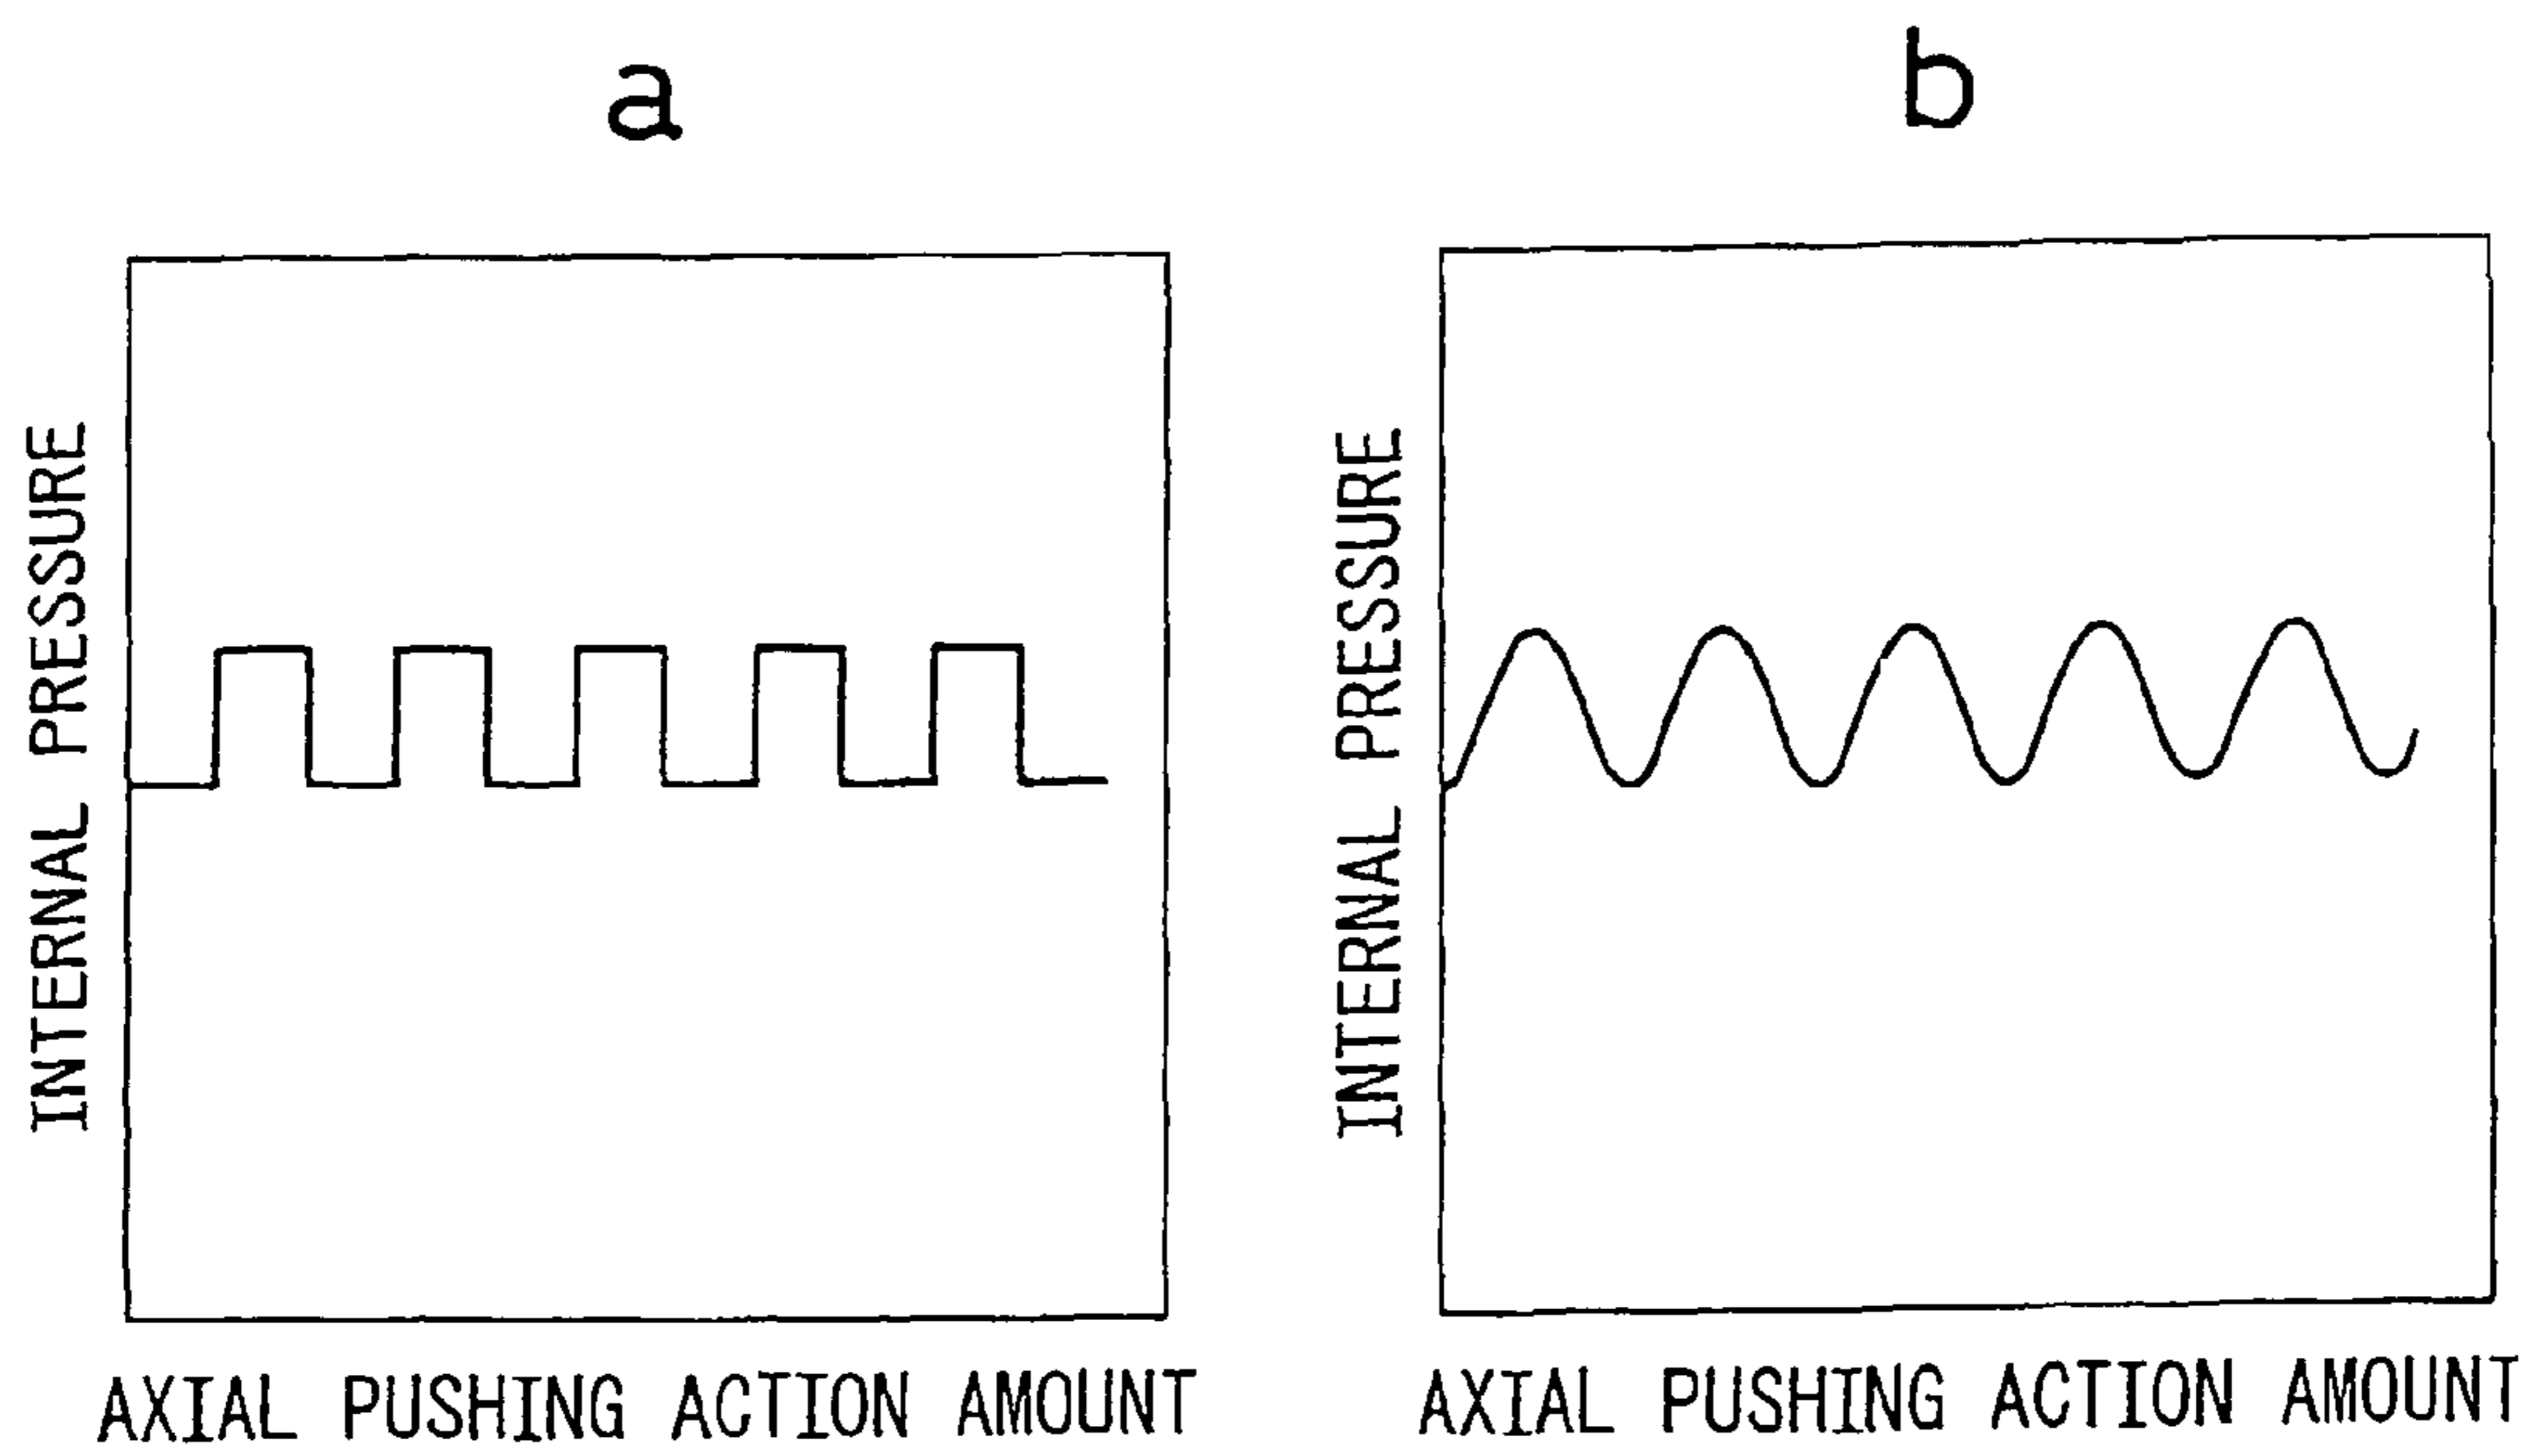 a
INTERNAL PRESSURE
AXIAL PUSHING ACTION AMOUNT
b
INTERNAL PRESSURE
AXIAL PUSHING ACTION AMOUNT